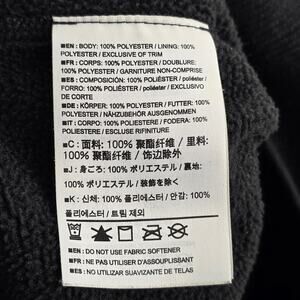 ■EN: BODY: 100% POLYESTER / LINING: 100%
POLYESTER / EXCLUSIVE OF TRIM
■FR: CORPS: 100% POLYESTER / DOUBLURE:
100% POLYESTER / GARNITURE NON-COMPRISE
■ES: COMPOSICIÓN: 100% POLIÉSTER /
FORRO: 100% POLIÉSTER / EXCLUSIVO DE
POLIÉSTER
■DE: KÖRPER: 100% POLYESTER / FUTTER: 100%
POLYESTER / NÄHZUBEHÖR AUSGENOMMEN
■IT: CORPO: 100% POLIESTERE / FODERA: 100%
POLIESTERE / ESCLUSE RIFINITURE
■C: 面料: 100% 聚酯纤维 / 里料:
100% 聚酯纤维 / 饰边除外
■J: 身ごろ: 100% ポリエステル / 裏地:
100% ポリエステル / 装飾を除く
■K: 신체: 100% 폴리에스터 / 안감: 100%
폴리에스터 / 트림 제외
■EN: DO NOT USE FABRIC SOFTENER
■FR: NE PAS UTILISER D'ASSOUPLISSANT
■ES: NO UTILIZAR SUAVIZANTE DE TELAS